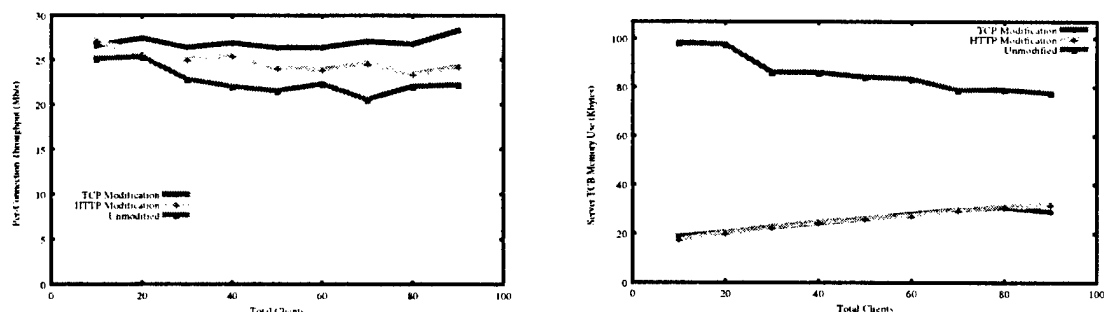 30
25
20
15
10
5
0
Per-Connection Throughput (Mb/s)
TCP Modification
HTTP Modification
Unmodified
0 20 40 60 80 100
Total Clients
100
80
60
40
20
0
Server TCB Memory Use (Kbytes)
TCP Modification
HTTP Modification
Unmodified
0 20 40 60 80 100
Total Clients